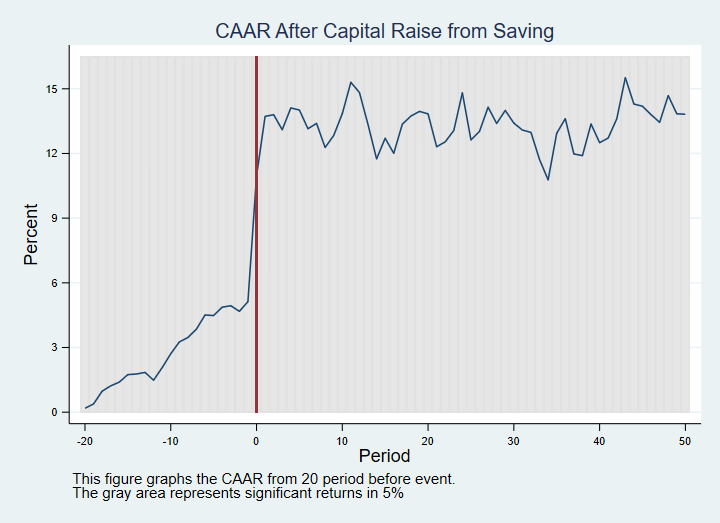 CAAR After Capital Raise from Saving
Percent
15
12
9
6
3
0
-20 -10 0 10 20 30 40 50
Period
This figure graphs the CAAR from 20 period before event.
The gray area represents significant returns in 5%